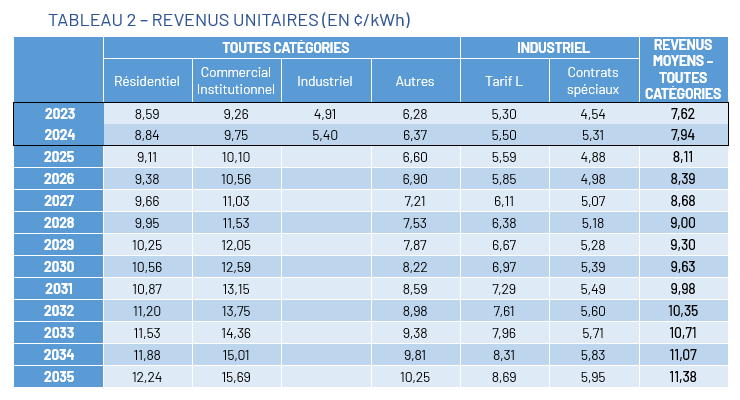 TABLEAU 2 – REVENUS UNITAIRES (EN ¢/kWh)
TOUTES CATÉGORIES INDUSTRIEL REVENUS MOYENS – TOUTES CATÉGORIES
Résidentiel Commercial Institutionnel Industriel Autres Tarif L Contrats spéciaux
2023 8,59 9,26 4,91 6,28 5,30 4,54 7,62
2024 8,84 9,75 5,40 6,37 5,50 5,31 7,94
2025 9,11 10,10 6,60 5,59 4,88 8,11
2026 9,38 10,56 6,90 5,85 4,98 8,39
2027 9,66 11,03 7,21 6,11 5,07 8,68
2028 9,95 11,53 7,53 6,38 5,18 9,00
2029 10,25 12,05 7,87 6,67 5,28 9,30
2030 10,56 12,59 8,22 6,97 5,39 9,63
2031 10,87 13,15 8,59 7,29 5,49 9,98
2032 11,20 13,75 8,98 7,61 5,60 10,35
2033 11,53 14,36 9,38 7,96 5,71 10,71
2034 11,88 15,01 9,81 8,31 5,83 11,07
2035 12,24 15,69 10,25 8,69 5,95 11,38